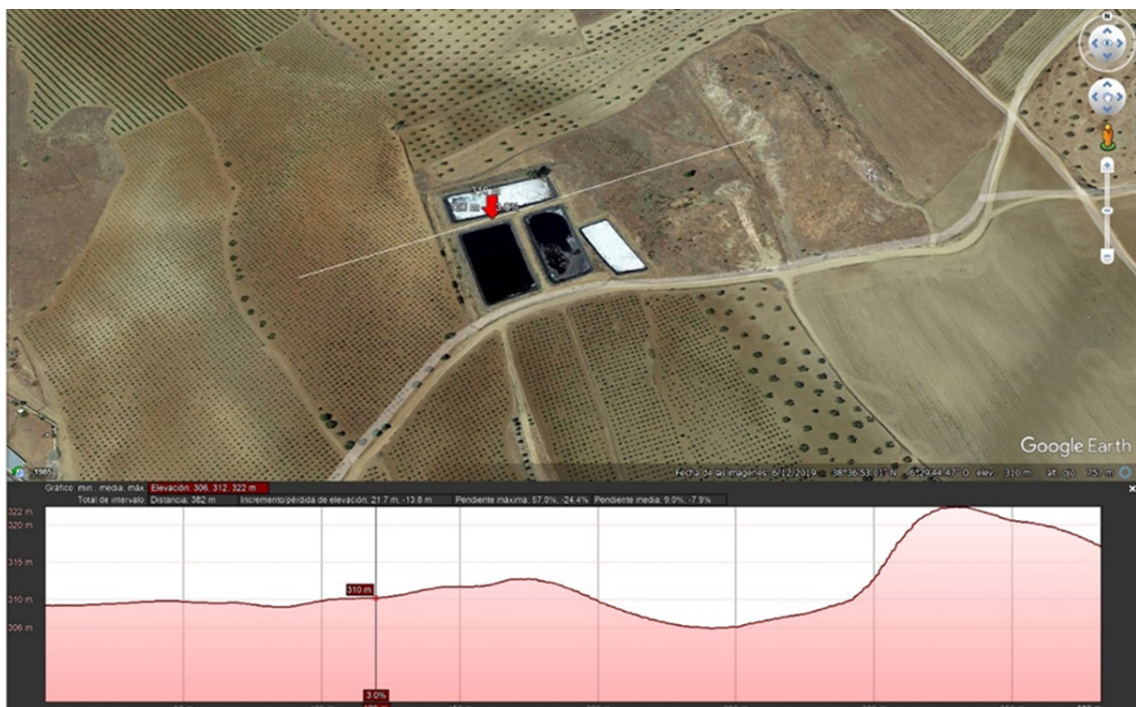 N
Google Earth
1985
Fecha de las imágenes: 6/12/2019 38°36'53.01" N 6°29'44.47" O elev. 310 m alt. ojo 757 m
Gráfico: mín., media, máx. Elevación: 306, 312, 322 m
Total de intervalo: Distancia: 382 m Incremento/pérdida de elevación: 21.7 m, -13.8 m Pendiente máxima: 57.0%, -24.4% Pendiente media: 9.0%, -7.9%
322 m
320 m
315 m
310 m
310 m
306 m
3.0%